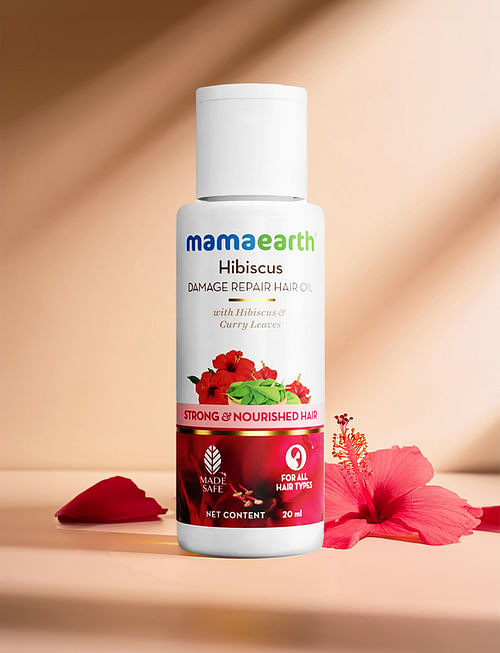 mamaearth
Hibiscus
DAMAGE REPAIR HAIR OIL
with Hibiscus &
Curry Leaves
STRONG & NOURISHED HAIR
MADE
SAFE
FOR ALL
HAIR TYPES
NET CONTENT 20 ml